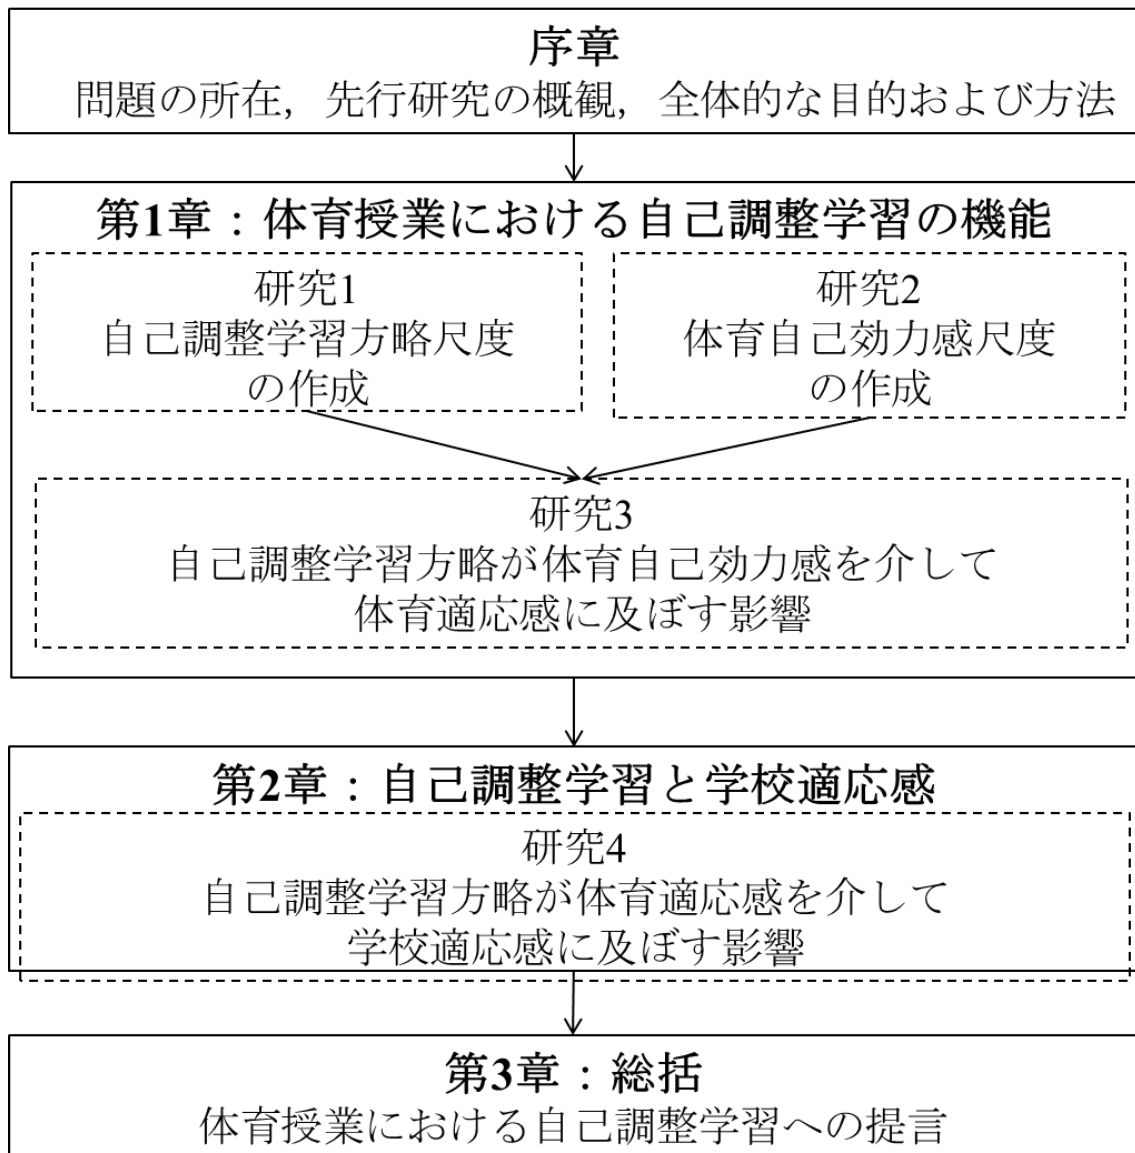 序章
問題の所在，先行研究の概観，全体的な目的および方法
第1章：体育授業における自己調整学習の機能
研究1
自己調整学習方略尺度
の作成
研究2
体育自己効力感尺度
の作成
研究3
自己調整学習方略が体育自己効力感を介して
体育適応感に及ぼす影響
第2章：自己調整学習と学校適応感
研究4
自己調整学習方略が体育適応感を介して
学校適応感に及ぼす影響
第3章：総括
体育授業における自己調整学習への提言